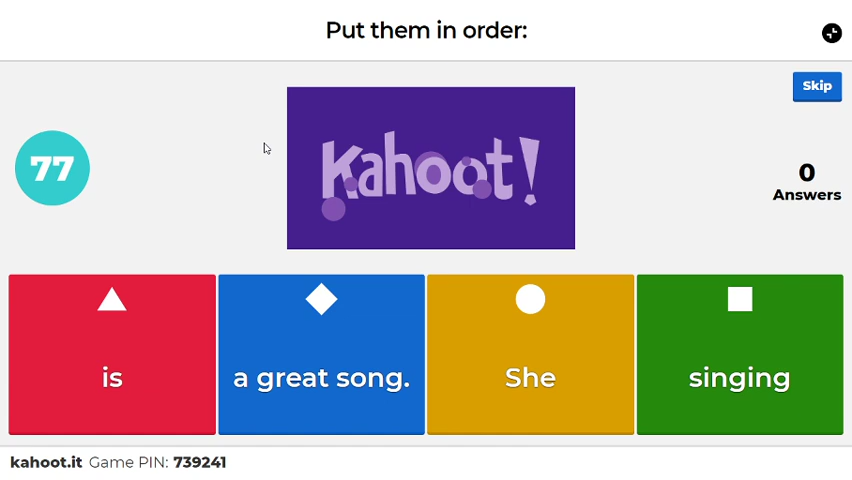 Put them in order:
Skip
77
Kahoot!
0
Answers
is
a great song.
She
singing
kahoot.it Game PIN: 739241